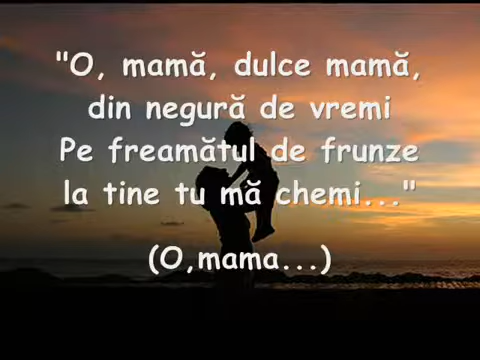 "O, mamă, dulce mamă,
din negură de vremi
Pe freamătul de frunze
la tine tu mă chemi..."
(O,mama...)